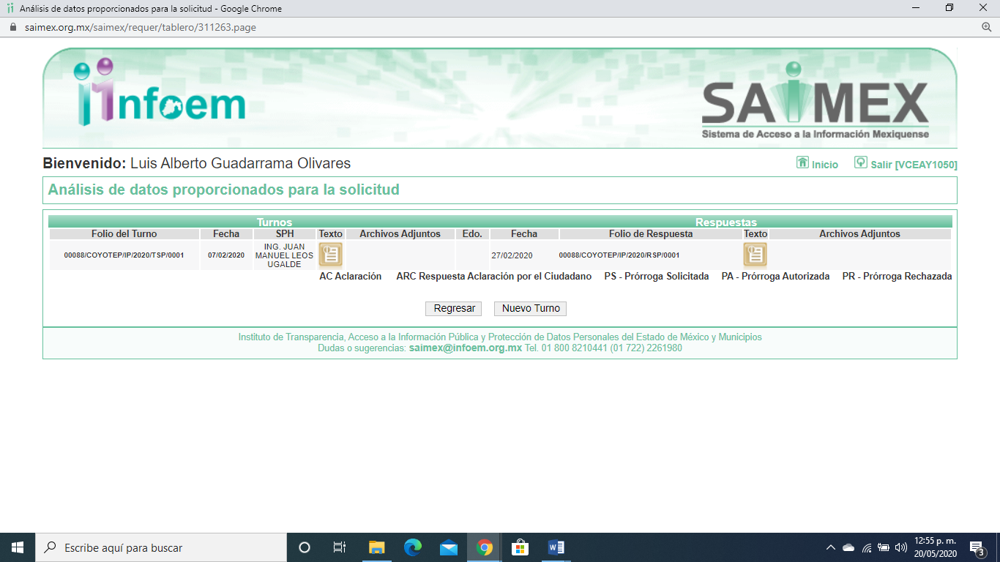 Análisis de datos proporcionados para la solicitud - Google Chrome
saimex.org.mx/saimex/requer/tablero/311263.page
infoem
SAIMEX
Sistema de Acceso a la Información Mexiquense
Bienvenido: Luis Alberto Guadarrama Olivares
Inicio Salir [VCEAY1050]
Análisis de datos proporcionados para la solicitud
Turnos Respuestas
Folio del Turno Fecha SPH Texto Archivos Adjuntos Edo. Fecha Folio de Respuesta Texto Archivos Adjuntos
00088/COYOTEP/IP/2020/TSP/0001 07/02/2020 ING. JUAN MANUEL LEOS UGALDE 27/02/2020 00088/COYOTEP/IP/2020/RSP/0001
AC Aclaración ARC Respuesta Aclaración por el Ciudadano PS - Prórroga Solicitada PA - Prórroga Autorizada PR - Prórroga Rechazada
Regresar Nuevo Turno
Instituto de Transparencia, Acceso a la Información Pública y Protección de Datos Personales del Estado de México y Municipios
Dudas o sugerencias: saimex@infoem.org.mx Tel. 01 800 8210441 (01 722) 2261980
Escribe aquí para buscar
12:55 p. m.
20/05/2020
3